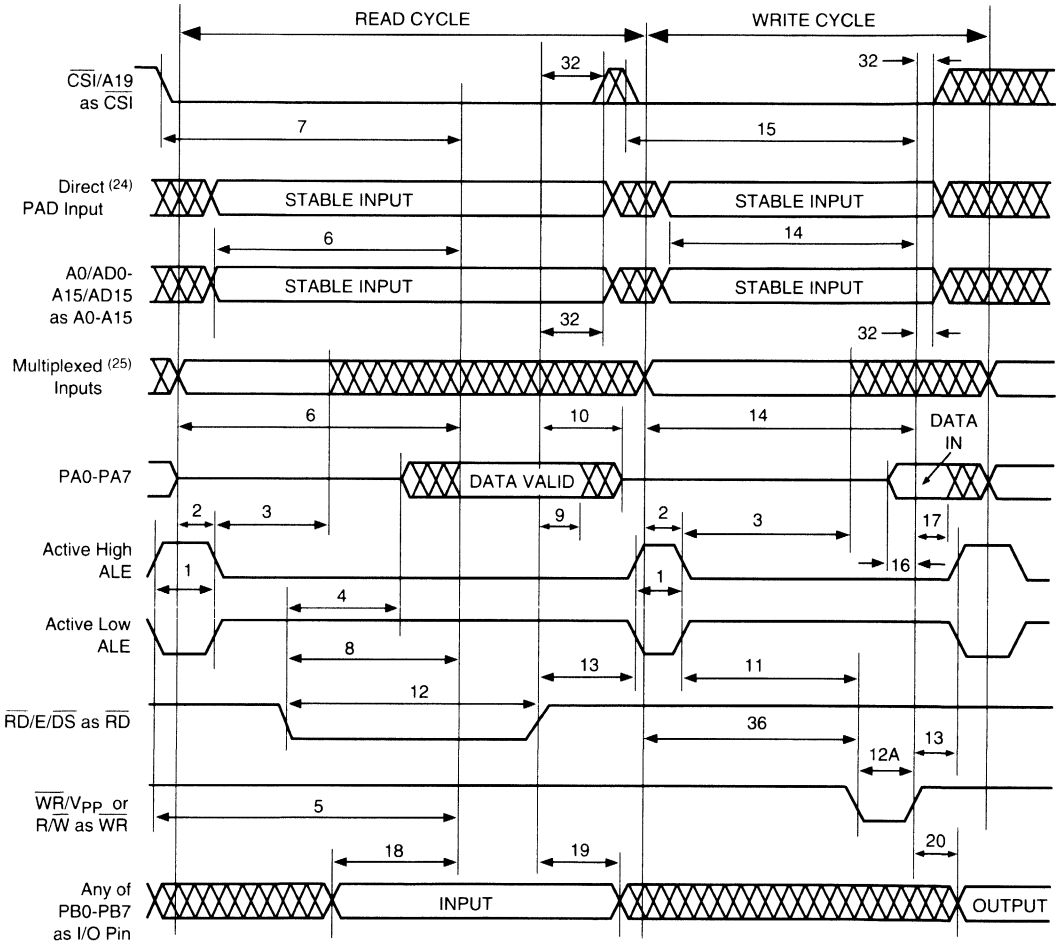 READ CYCLE
WRITE CYCLE
32
32
CSI/A19
as CSI
7
15
Direct (24)
PAD Input
STABLE INPUT
STABLE INPUT
6
14
A0/AD0-
A15/AD15
as A0-A15
STABLE INPUT
STABLE INPUT
32
32
Multiplexed (25)
Inputs
6
10
14
DATA
IN
PA0-PA7
DATA VALID
2
3
9
2
3
17
Active High
ALE
1
1
16
4
Active Low
ALE
8
13
11
12
RD/E/DS as RD
36
13
12A
WR/VPP or
R/W as WR
5
18
19
20
Any of
PB0-PB7
as I/O Pin
INPUT
OUTPUT